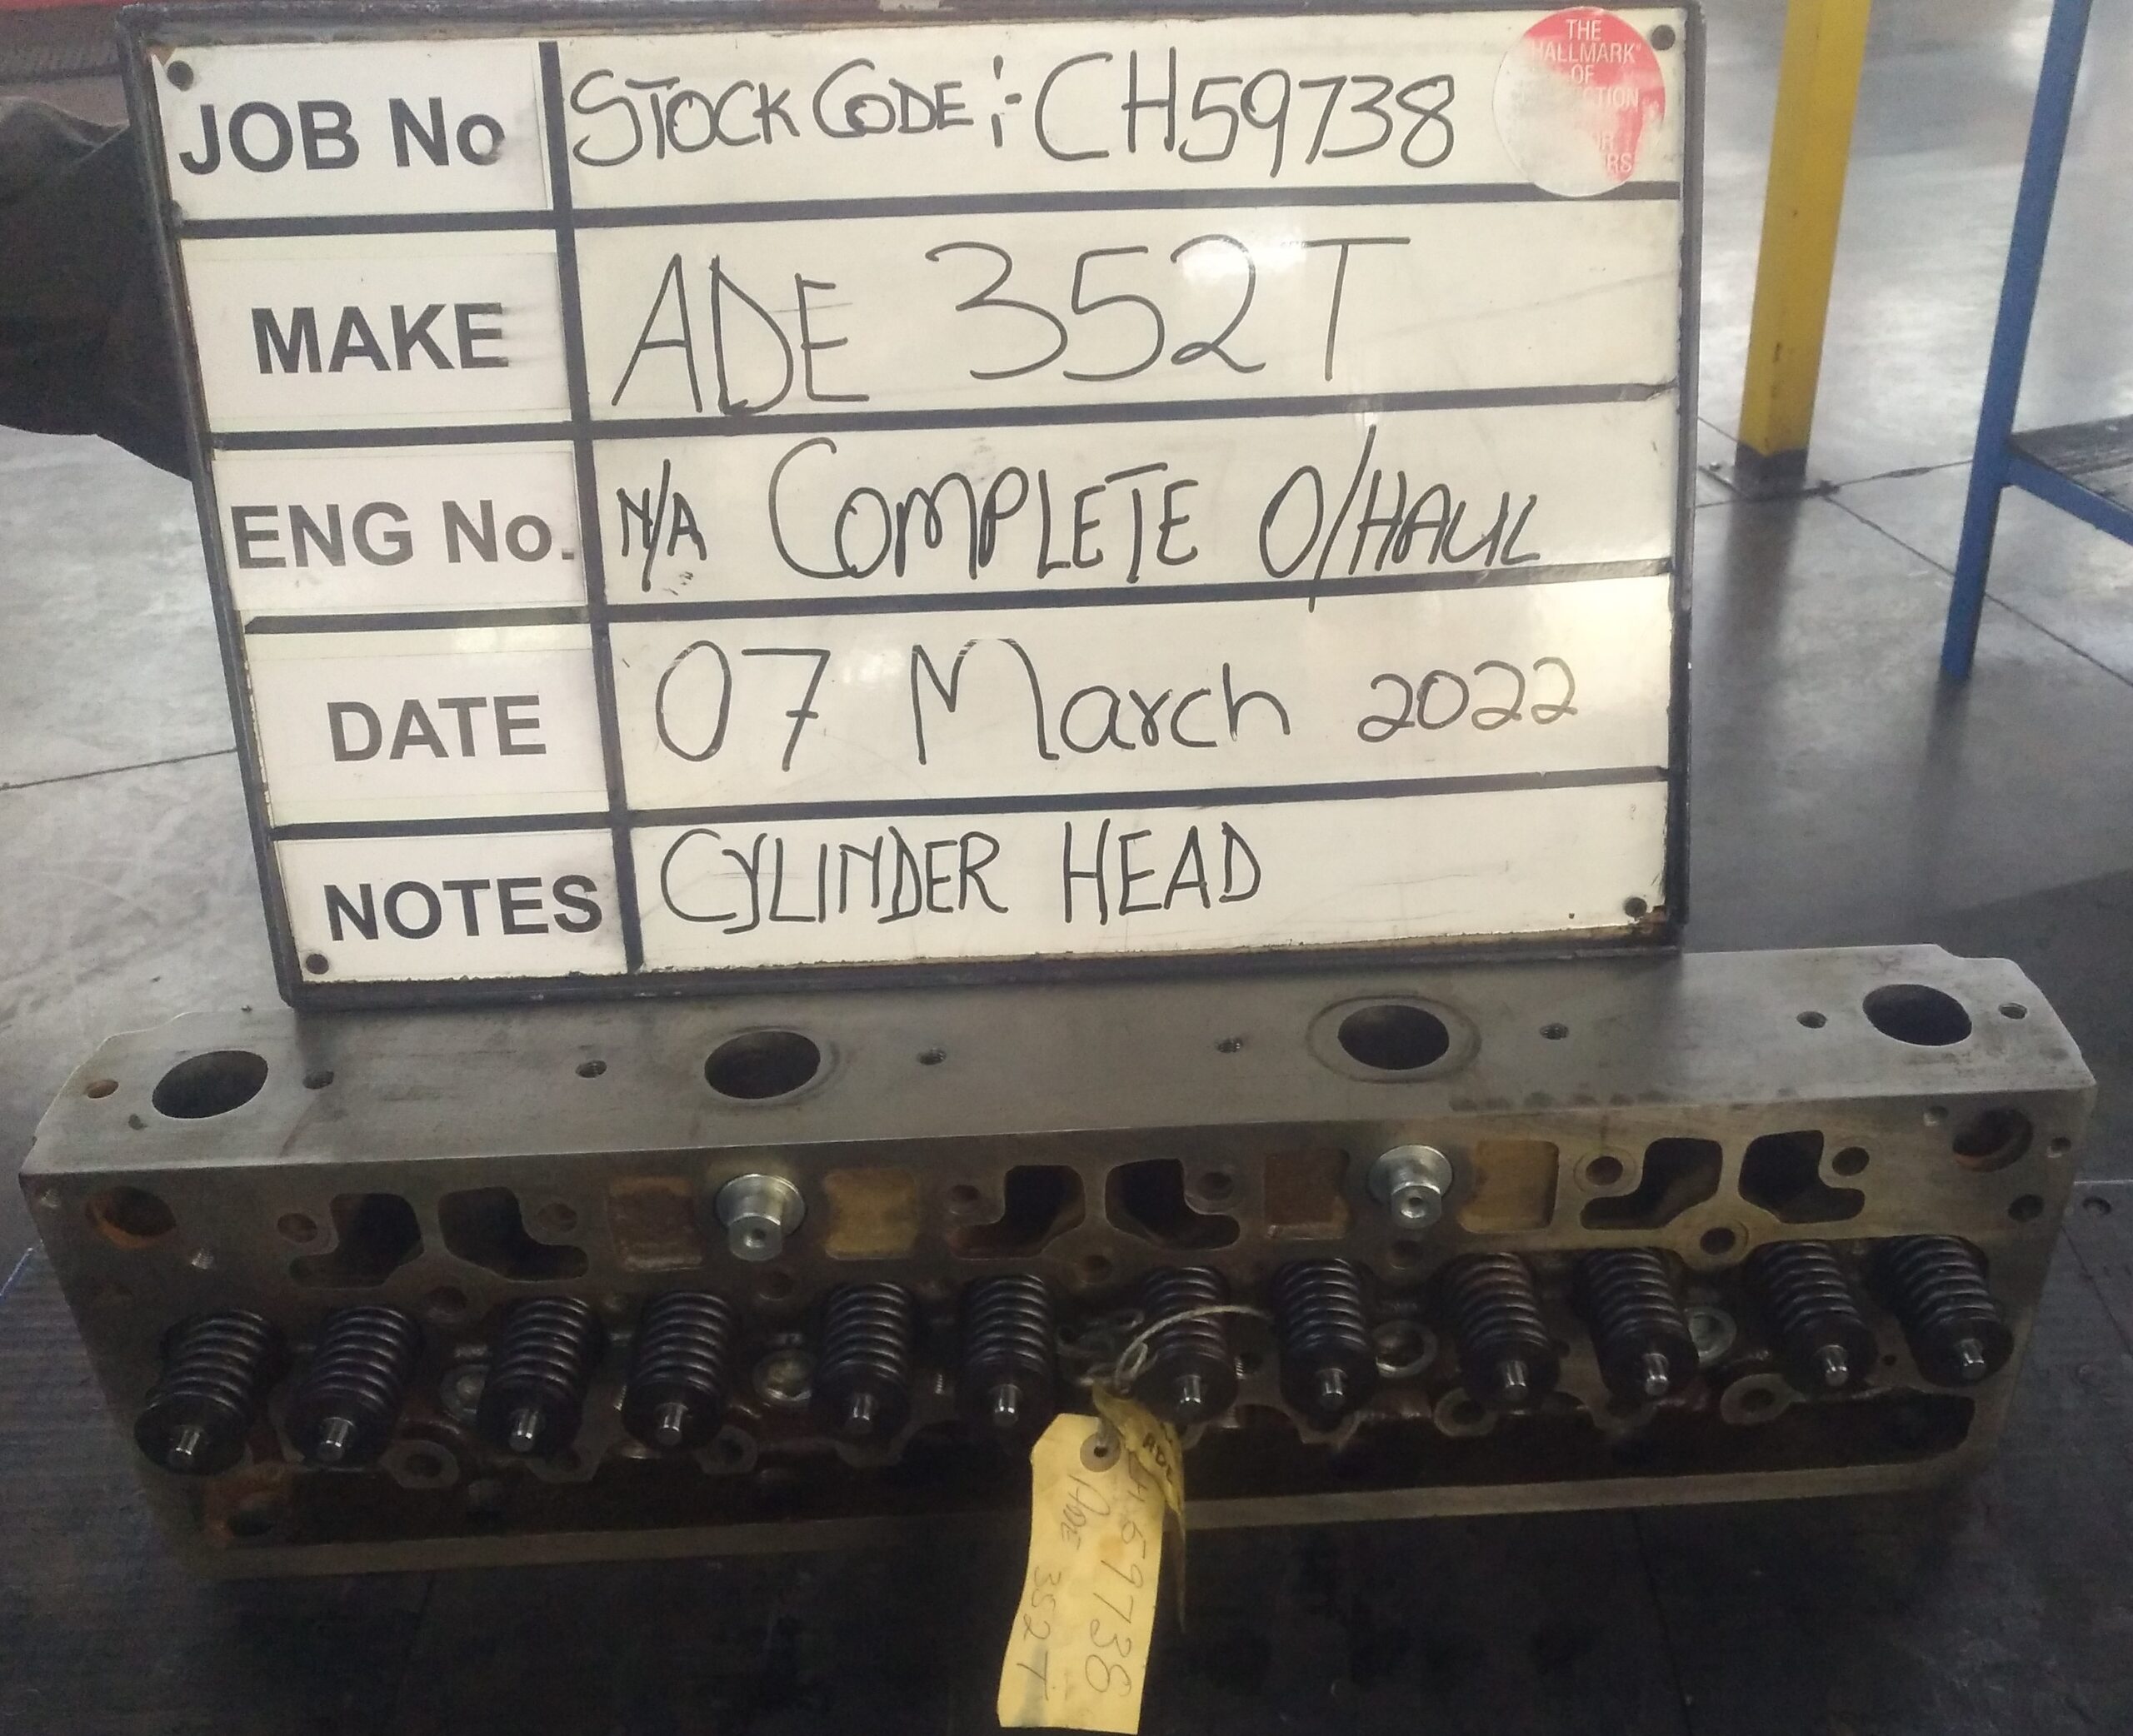 JOB No STOCK CODE :- CH59738
THE
HALLMARK
OF
MAKE ADE 352T
ENG No. N/A COMPLETE O/HAUL
DATE 07 March 2022
NOTES CYLINDER HEAD
ADE
CH59738
ADE 352T